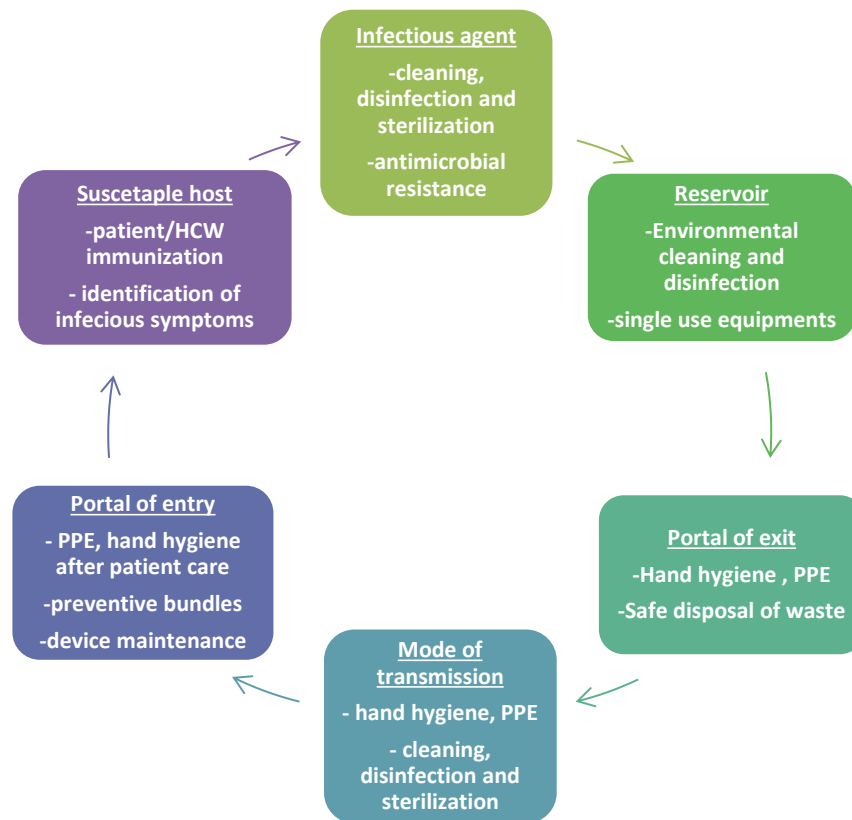 Infectious agent
-cleaning,
disinfection and
sterilization
-antimicrobial
resistance
Reservoir
-Environmental
cleaning and
disinfection
-single use equipments
Portal of exit
-Hand hygiene , PPE
-Safe disposal of waste
Mode of
transmission
- hand hygiene, PPE
- cleaning,
disinfection and
sterilization
Portal of entry
- PPE, hand hygiene
after patient care
-preventive bundles
-device maintenance
Suscetaple host
-patient/HCW
immunization
- identification of
infecious symptoms